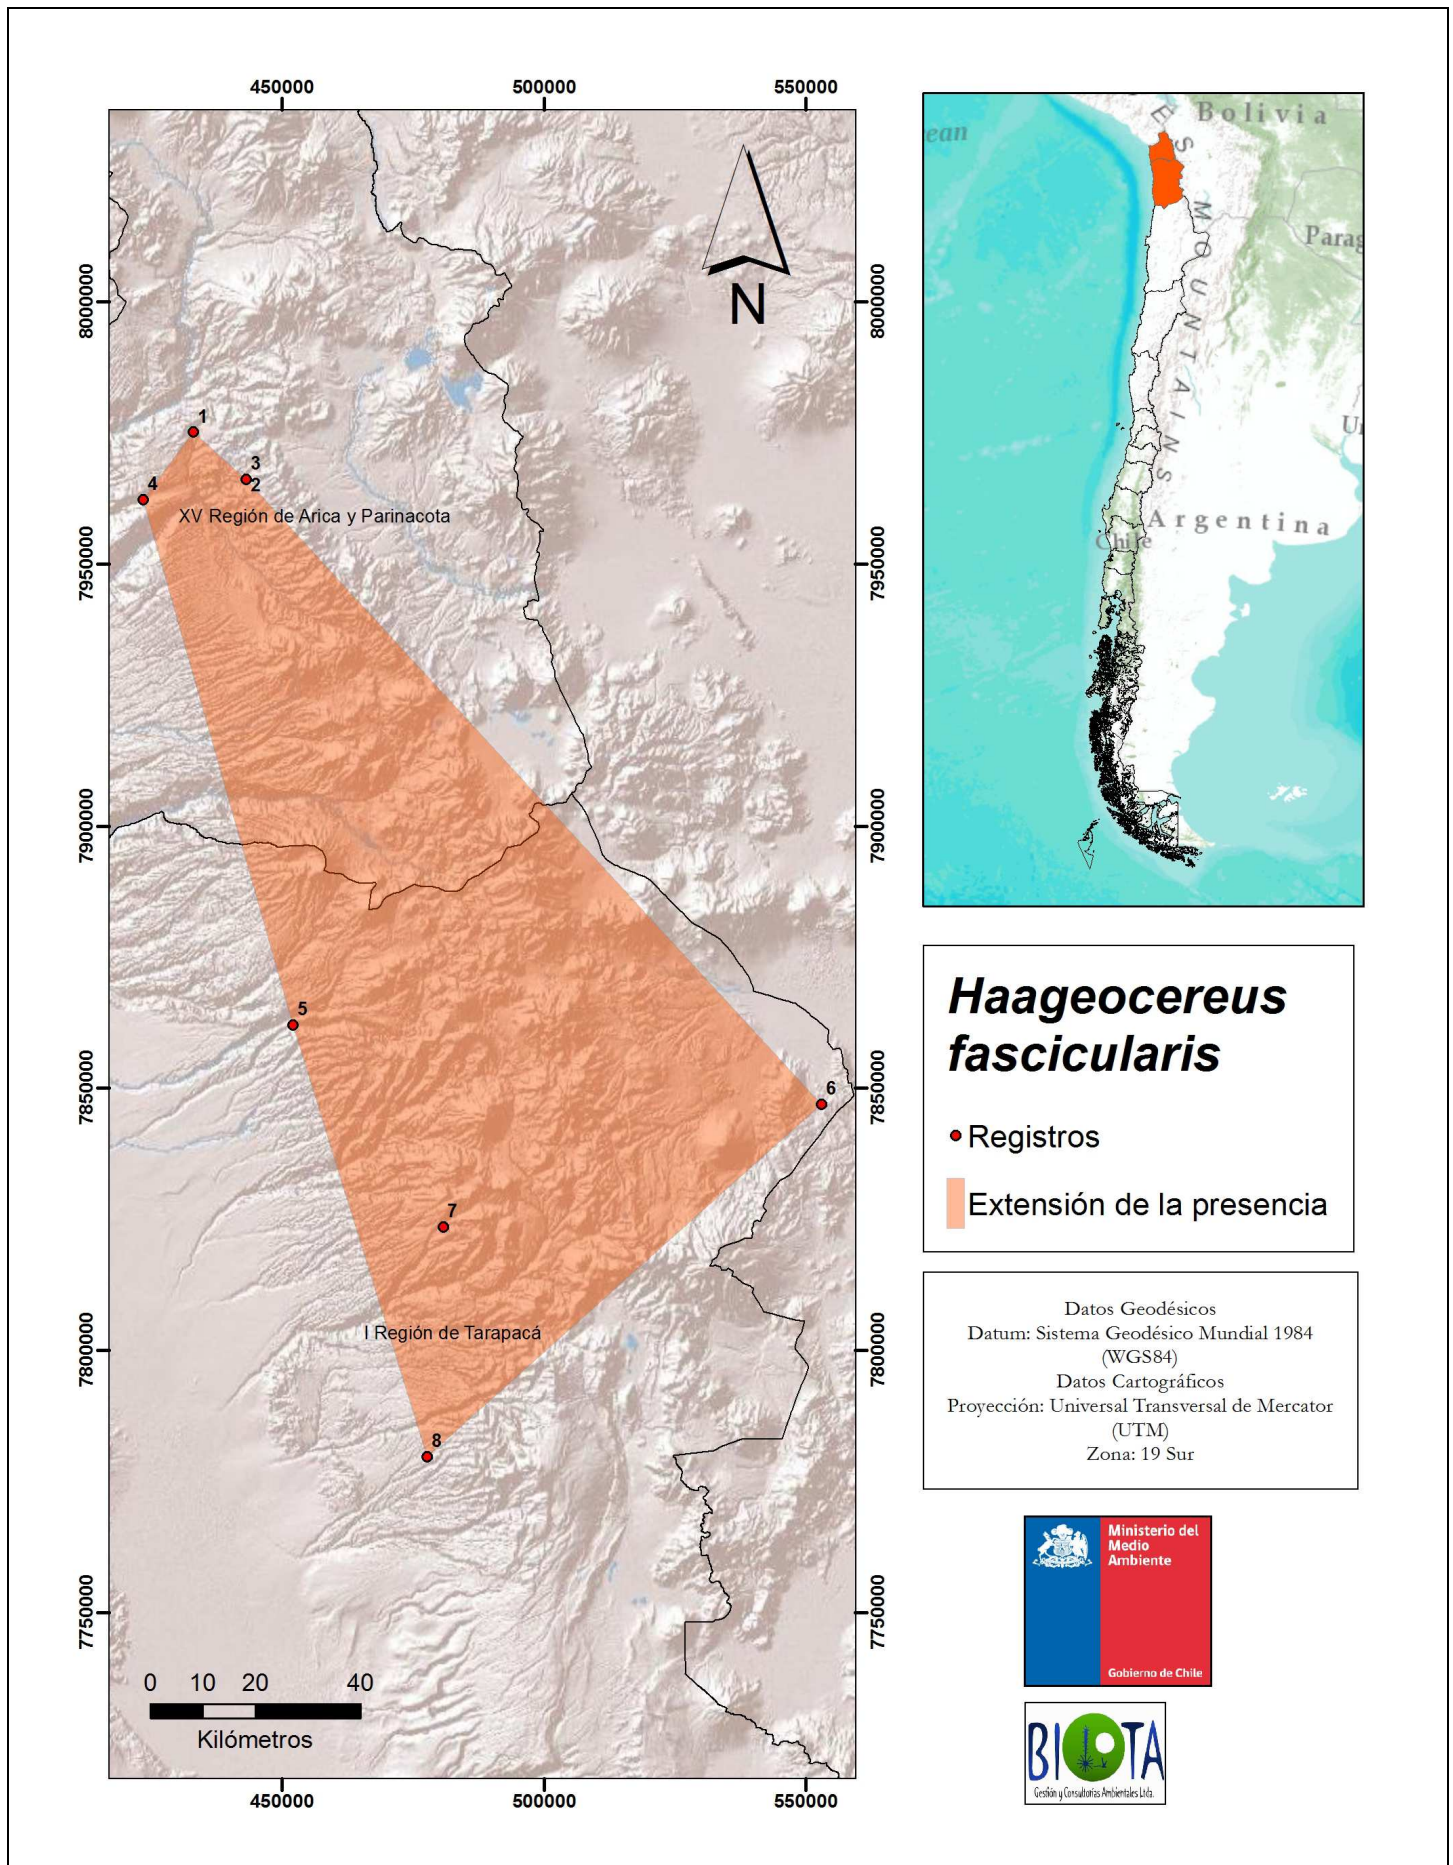 450000
500000
550000
8000000
7950000
7900000
7850000
7800000
7750000
8000000
7950000
7900000
7850000
7800000
7750000
N
1
3
2
4
XV Región de Arica y Parinacota
5
6
7
I Región de Tarapacá
8
0 10 20 40
Kilómetros
450000
500000
550000
ean
E S
Bolivia
MOUNTAINS
Parag
U
Argentina
Chile
Haageocereus
fascicularis
Registros
Extensión de la presencia
Datos Geodésicos
Datum: Sistema Geodésico Mundial 1984
(WGS84)
Datos Cartográficos
Proyección: Universal Transversal de Mercator
(UTM)
Zona: 19 Sur
Ministerio del
Medio
Ambiente
Gobierno de Chile
BIOTA
Gestión y Consultorías Ambientales Ltda.